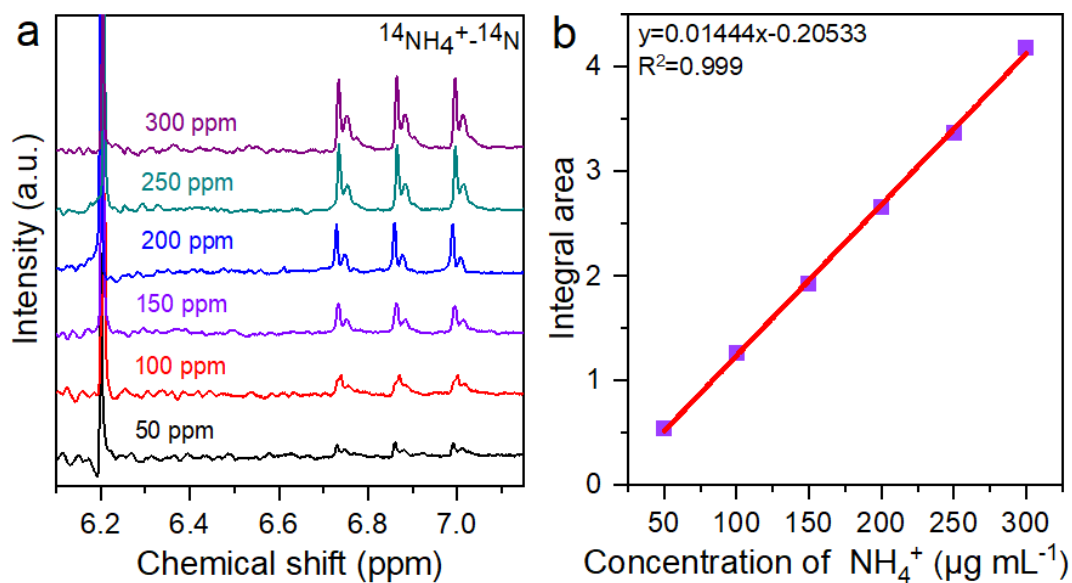 a
¹⁴NH₄⁺-¹⁴N
300 ppm
250 ppm
200 ppm
150 ppm
100 ppm
50 ppm
Intensity (a.u.)
6.2 6.4 6.6 6.8 7.0
Chemical shift (ppm)
b
y=0.01444x-0.20533
R²=0.999
Integral area
4
3
2
1
0
50 100 150 200 250 300
Concentration of NH₄⁺ (μg mL⁻¹)